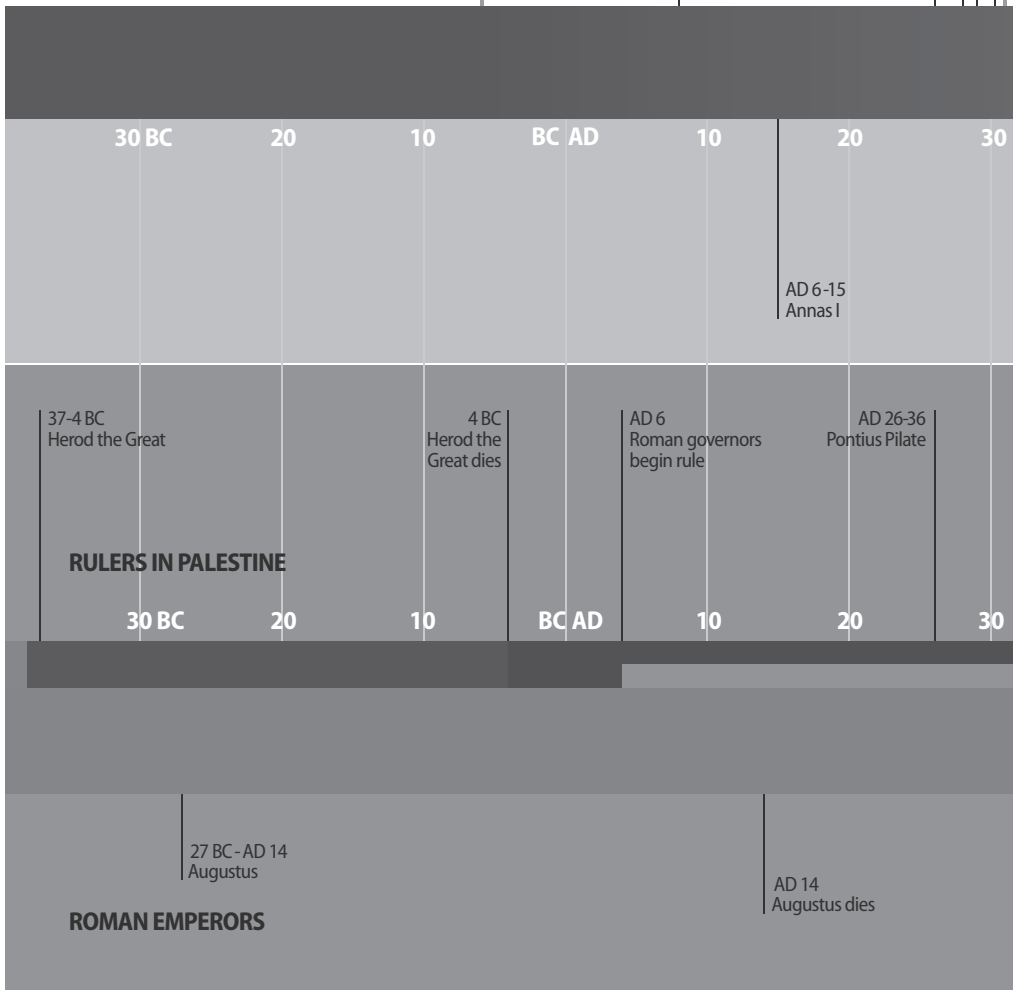 30 BC 20 10 BC AD 10 20 30
AD 6-15
Annas I
37-4 BC
Herod the Great
4 BC
Herod the
Great dies
AD 6
Roman governors
begin rule
AD 26-36
Pontius Pilate
RULERS IN PALESTINE
30 BC 20 10 BC AD 10 20 30
27 BC - AD 14
Augustus
AD 14
Augustus dies
ROMAN EMPERORS